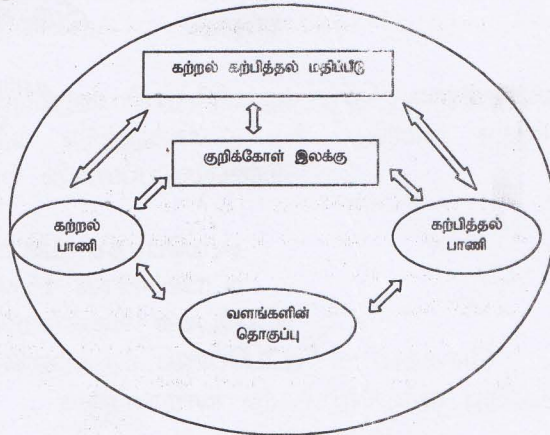 கற்றல் கற்பித்தல் மதிப்பீடு
குறிக்கோள் இலக்கு
கற்றல்
பாணி
கற்பித்தல்
பாணி
வளங்களின்
தொகுப்பு